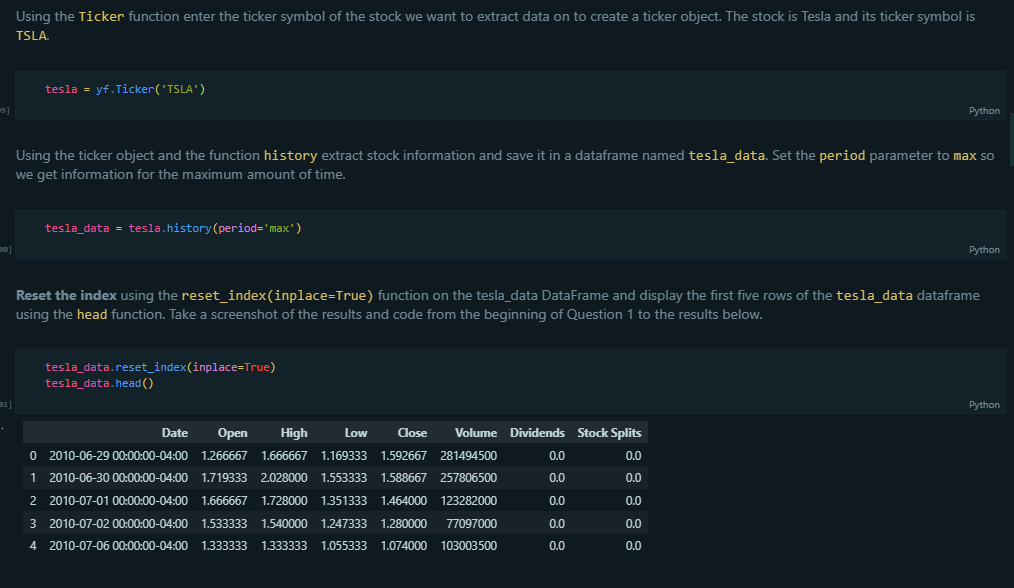 Using the Ticker function enter the ticker symbol of the stock we want to extract data on to create a ticker object. The stock is Tesla and its ticker symbol is
TSLA.
tesla = yf.Ticker('TSLA')
9]
Python
Using the ticker object and the function history extract stock information and save it in a dataframe named tesla_data. Set the period parameter to max so
we get information for the maximum amount of time.
tesla_data = tesla.history(period='max')
00]
Python
Reset the index using the reset_index(inplace=True) function on the tesla_data DataFrame and display the first five rows of the tesla_data dataframe
using the head function. Take a screenshot of the results and code from the beginning of Question 1 to the results below.
tesla_data.reset_index(inplace=True)
tesla_data.head()
01]
Python
Date Open High Low Close Volume Dividends Stock Splits
0 2010-06-29 00:00:00-04:00 1.266667 1.666667 1.169333 1.592667 281494500 0.0 0.0
1 2010-06-30 00:00:00-04:00 1.719333 2.028000 1.553333 1.588667 257806500 0.0 0.0
2 2010-07-01 00:00:00-04:00 1.666667 1.728000 1.351333 1.464000 123282000 0.0 0.0
3 2010-07-02 00:00:00-04:00 1.533333 1.540000 1.247333 1.280000 77097000 0.0 0.0
4 2010-07-06 00:00:00-04:00 1.333333 1.333333 1.055333 1.074000 103003500 0.0 0.0